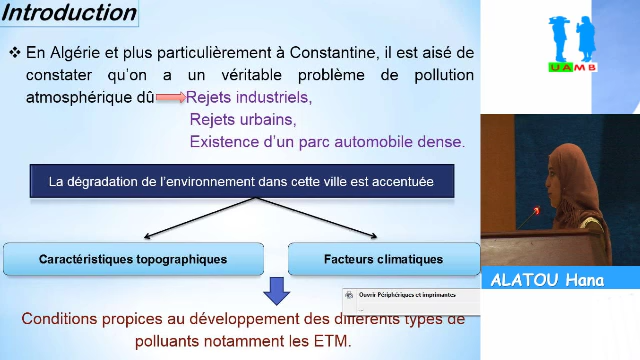 Introduction
❖ En Algérie et plus particulièrement à Constantine, il est aisé de
constater qu'on a un véritable problème de pollution
atmosphérique dû Rejets industriels,
Rejets urbains,
Existence d'un parc automobile dense.
La dégradation de l'environnement dans cette ville est accentuée
Caractéristiques topographiques
Facteurs climatiques
Ouvrir Périphériques et imprimantes
Conditions propices au développement des différents types de
polluants notamment les ETM.
UAMB
ALATOU Hana